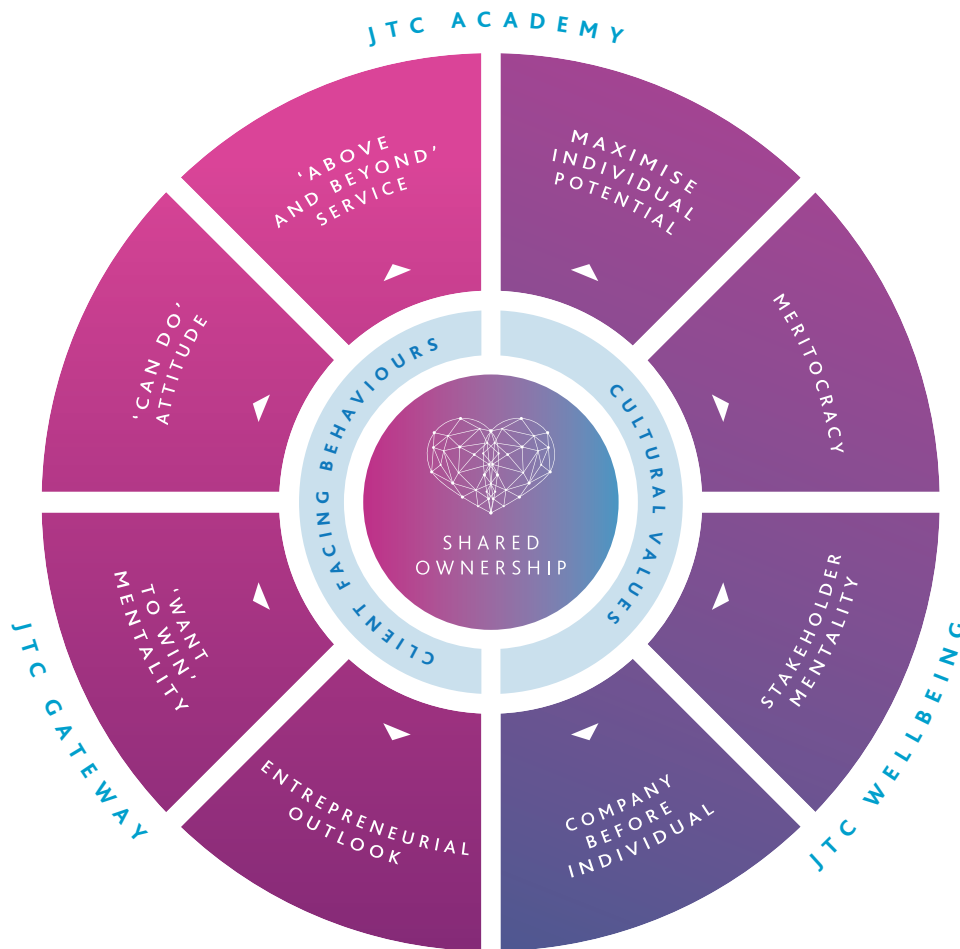 JTC ACADEMY
'ABOVE
AND BEYOND'
SERVICE
MAXIMISE
INDIVIDUAL
POTENTIAL
'CAN DO'
ATTITUDE
MERITOCRACY
CLIENT FACING BEHAVIOURS
CULTURAL VALUES
SHARED
OWNERSHIP
'WANT
TO WIN'
MENTALITY
STAKEHOLDER
MENTALITY
ENTREPRENEURIAL
OUTLOOK
COMPANY
BEFORE
INDIVIDUAL
JTC GATEWAY
JTC WELLBEING